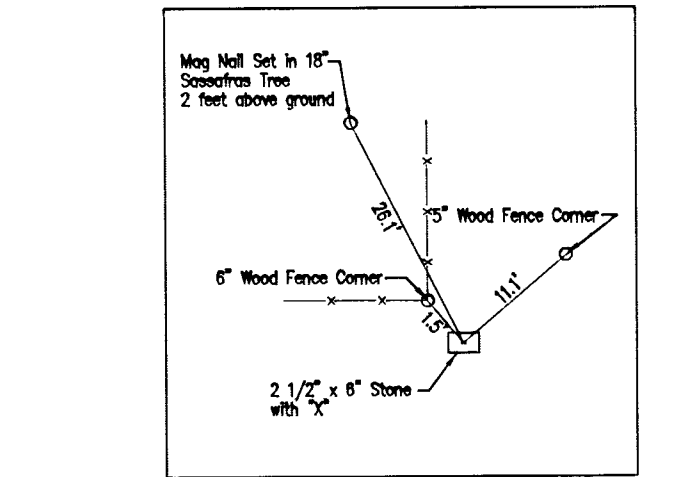 Mag Nail Set in 18"
Sassafras Tree
2 feet above ground
26.1'
5" Wood Fence Corner
6" Wood Fence Corner
11.1'
1.5'
2 1/2" x 6" Stone
with "X"